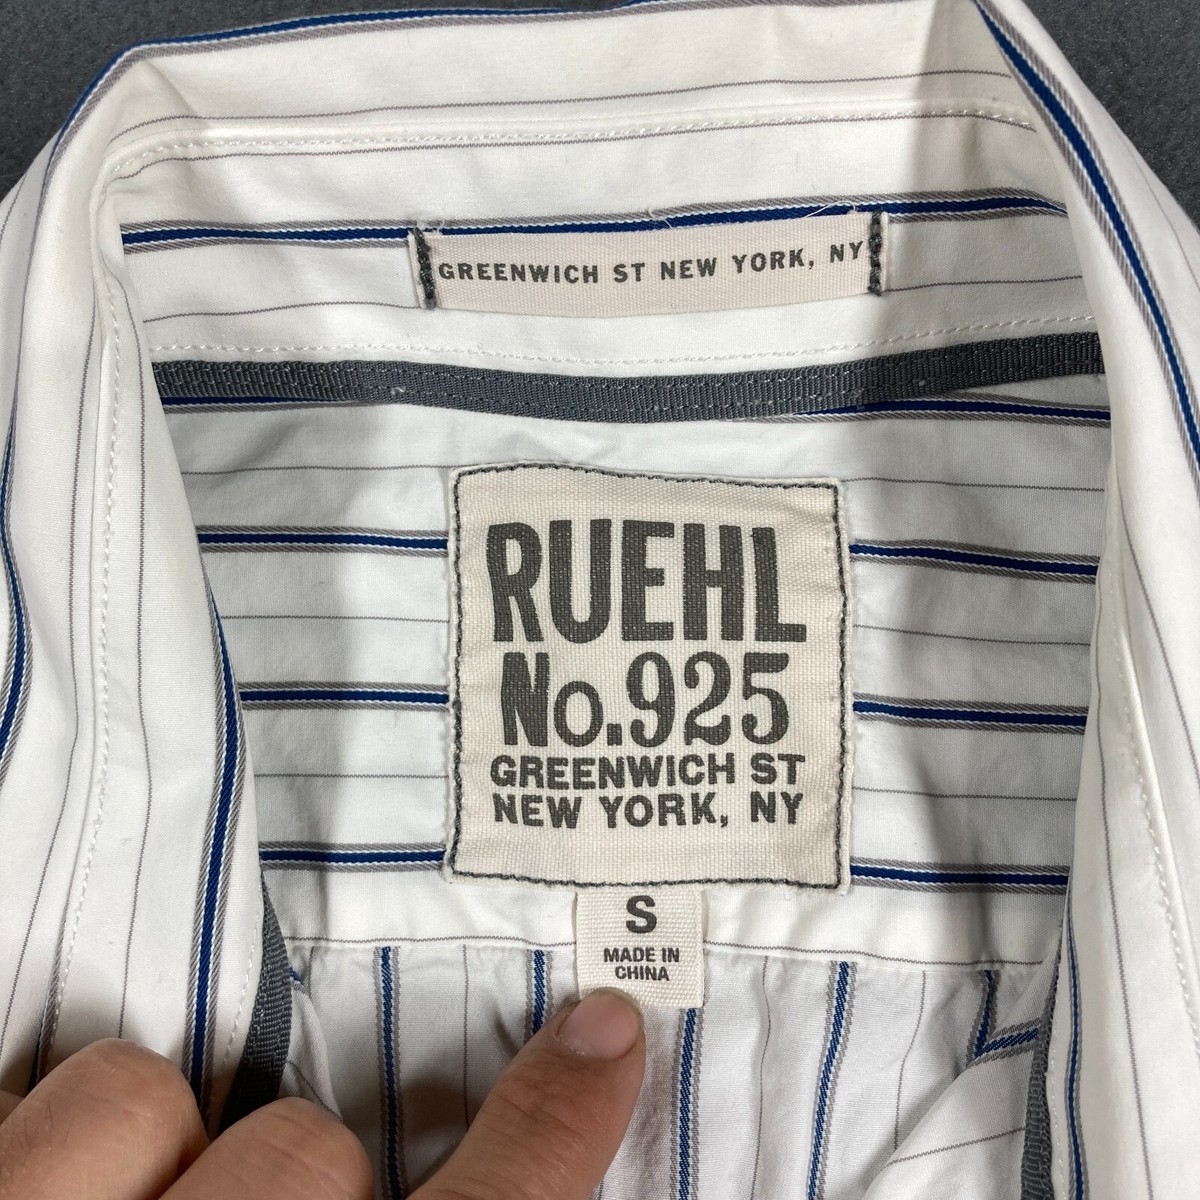 GREENWICH ST NEW YORK, NY
RUEHL
No.925
GREENWICH ST
NEW YORK, NY
S
MADE IN
CHINA